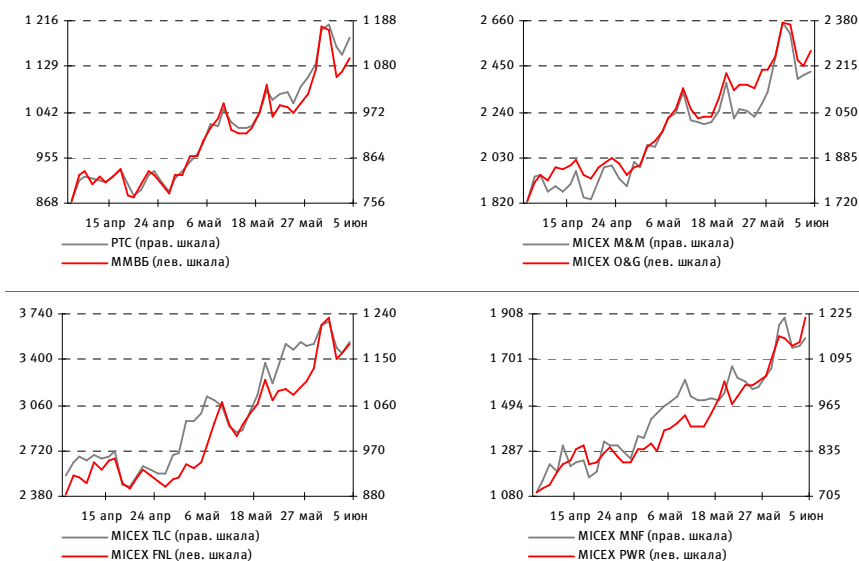 1 216 1 188 2 660 2 380
1 129 1 080 2 450 2 215
1 042 972 2 240 2 050
955 864 2 030 1 885
868 756 1 820 1 720
15 апр 24 апр 6 май 18 май 27 май 5 июн 15 апр 24 апр 6 май 18 май 27 май 5 июн
РТС (прав. шкала) MICEX M&M (прав. шкала)
ММВБ (лев. шкала) MICEX O&G (лев. шкала)
3 740 1 240 1 908 1 225
3 400 1 150 1 701 1 095
3 060 1 060 1 494 965
2 720 970 1 287 835
2 380 880 1 080 705
15 апр 24 апр 6 май 18 май 27 май 5 июн 15 апр 24 апр 6 май 18 май 27 май 5 июн
MICEX TLC (прав. шкала) MICEX MNF (прав. шкала)
MICEX FNL (лев. шкала) MICEX PWR (лев. шкала)